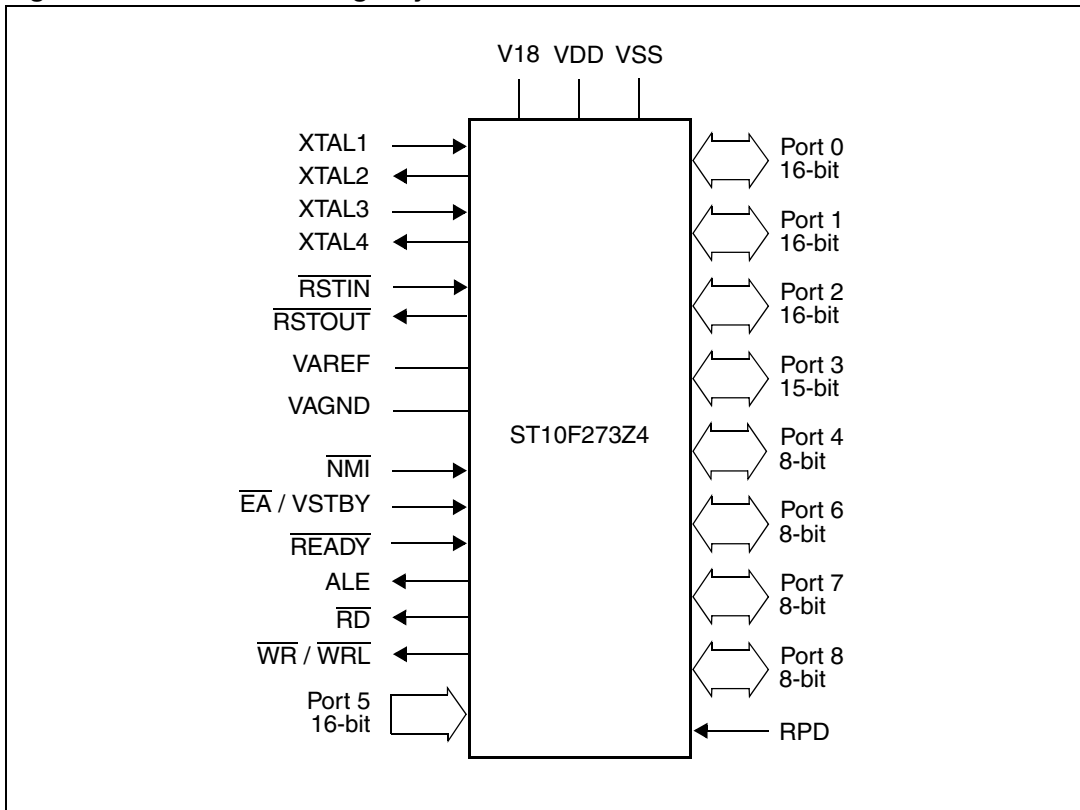 V18 VDD VSS
XTAL1
XTAL2
XTAL3
XTAL4
RSTIN
RSTOUT
VAREF
VAGND
NMI
EA / VSTBY
READY
ALE
RD
WR / WRL
Port 5
16-bit
ST10F273Z4
Port 0
16-bit
Port 1
16-bit
Port 2
16-bit
Port 3
15-bit
Port 4
8-bit
Port 6
8-bit
Port 7
8-bit
Port 8
8-bit
RPD